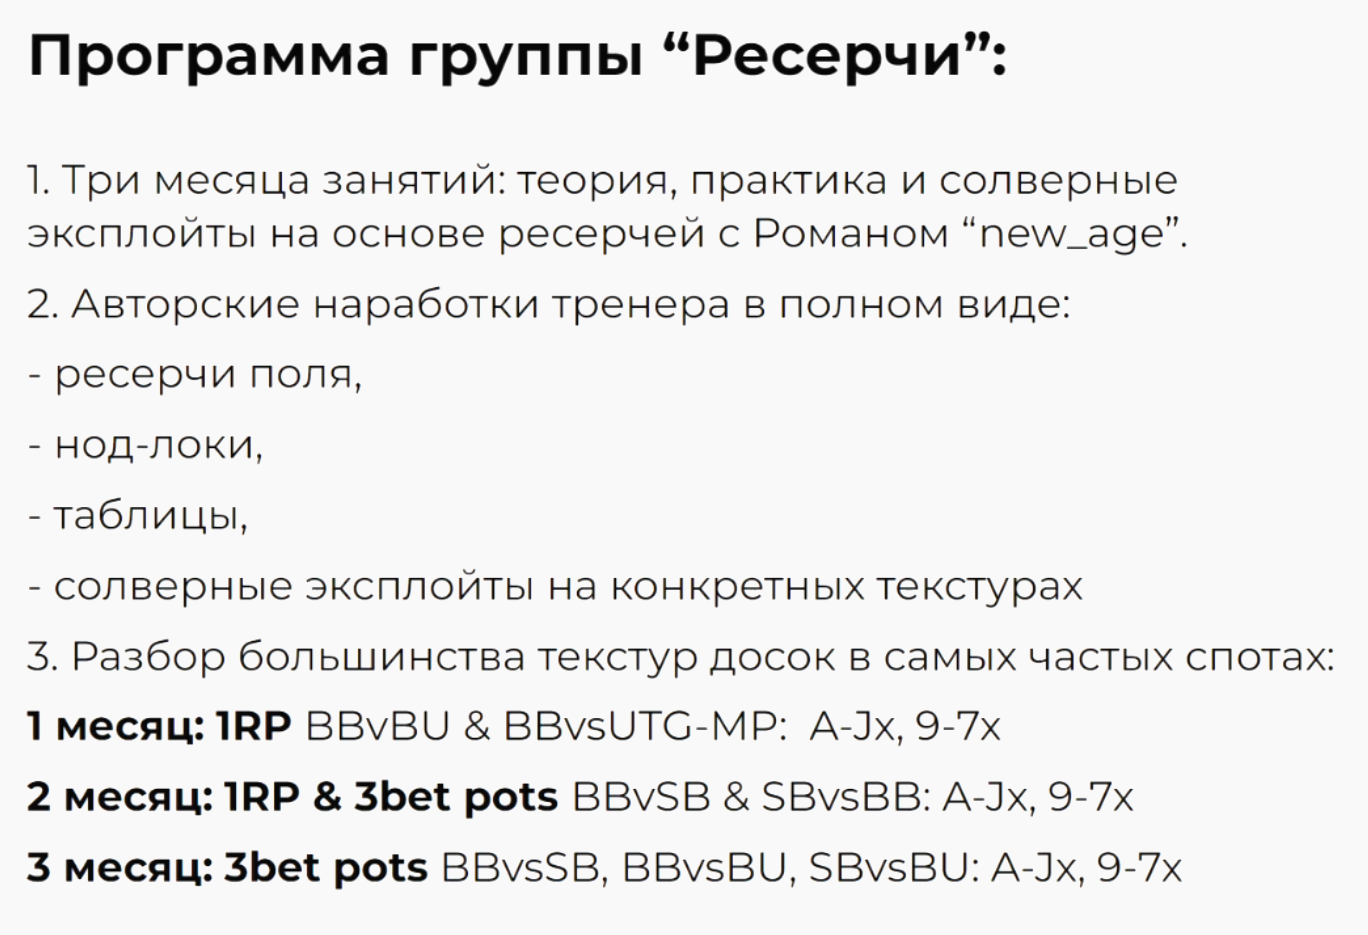 Программа группы “Ресерчи”:
1. Три месяца занятий: теория, практика и солверные
эксплойты на основе ресерчей с Романом “new_age”.
2. Авторские наработки тренера в полном виде:
- ресерчи поля,
- нод-локи,
- таблицы,
- солверные эксплойты на конкретных текстурах
3. Разбор большинства текстур досок в самых частых спотах:
1 месяц: 1RP BBvBU & BBvsUTG-MP:  A-Jx, 9-7x
2 месяц: 1RP & 3bet pots BBvSB & SBvsBB: A-Jx, 9-7x
3 месяц: 3bet pots BBvsSB, BBvsBU, SBvsBU: A-Jx, 9-7x